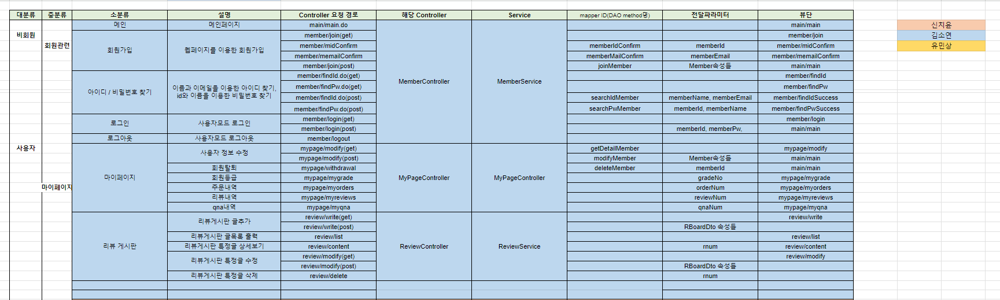 대분류 중분류 소분류 설명 Controller 요청 경로 해당 Controller Service mapper ID(DAO method명) 전달파라미터 뷰단
메인 메인페이지 main/main.do main/main
신치윤
비회원 member/join(get) member/join
김소연
회원관련 회원가입 웹페이지를 이용한 회원가입 member/midConfirm memberIdConfirm memberId member/midConfirm
유민상
member/memailConfirm memberMailConfirm memberEmail member/memailConfirm
member/join(post) joinMember Member속성들 main/main
member/findId.do(get) member/findId
MemberController MemberService
아이디 / 비밀번호 찾기 이름과 이메일을 이용한 아이디 찾기,
id와 이름을 이용한 비밀번호 찾기
member/findPw.do(get) member/findPw
member/findId.do(post) searchIdMember memberName, memberEmail member/findIdSuccess
member/findPw.do(post) searchPwMember memberId, memberName member/findPwSuccess
로그인 사용자모드 로그인 member/login(get) member/login
member/login(post) memberId, memberPw, main/main
로그아웃 사용자모드 로그아웃 member/logout
사용자 사용자 정보 수정 mypage/modify(get) getDetailMember mypage/modify
mypage/modify(post) modifyMember Member속성들 main/main
회원탈퇴 mypage/withdrawal deleteMember memberId main/main
마이페이지 회원등급 mypage/mygrade MyPageController MyPageController gradeNo mypage/mygrade
마이페이지 주문내역 mypage/myorders orderNum mypage/myorders
리뷰내역 mypage/myreviews reviewNum mypage/myreviews
qna내역 mypage/myqna qnaNum mypage/myqna
리뷰게시판 글추가 review/write(get) review/write
review/write(post) RBoardDto 속성들
리뷰게시판 글목록 출력 review/list review/list
리뷰 게시판 리뷰게시판 특정글 상세보기 review/content ReviewController ReviewService rnum review/content
리뷰게시판 특정글 수정 review/modify(get) review/modify
review/modify(post) RBoardDto 속성들
리뷰게시판 특정글 삭제 review/delete rnum